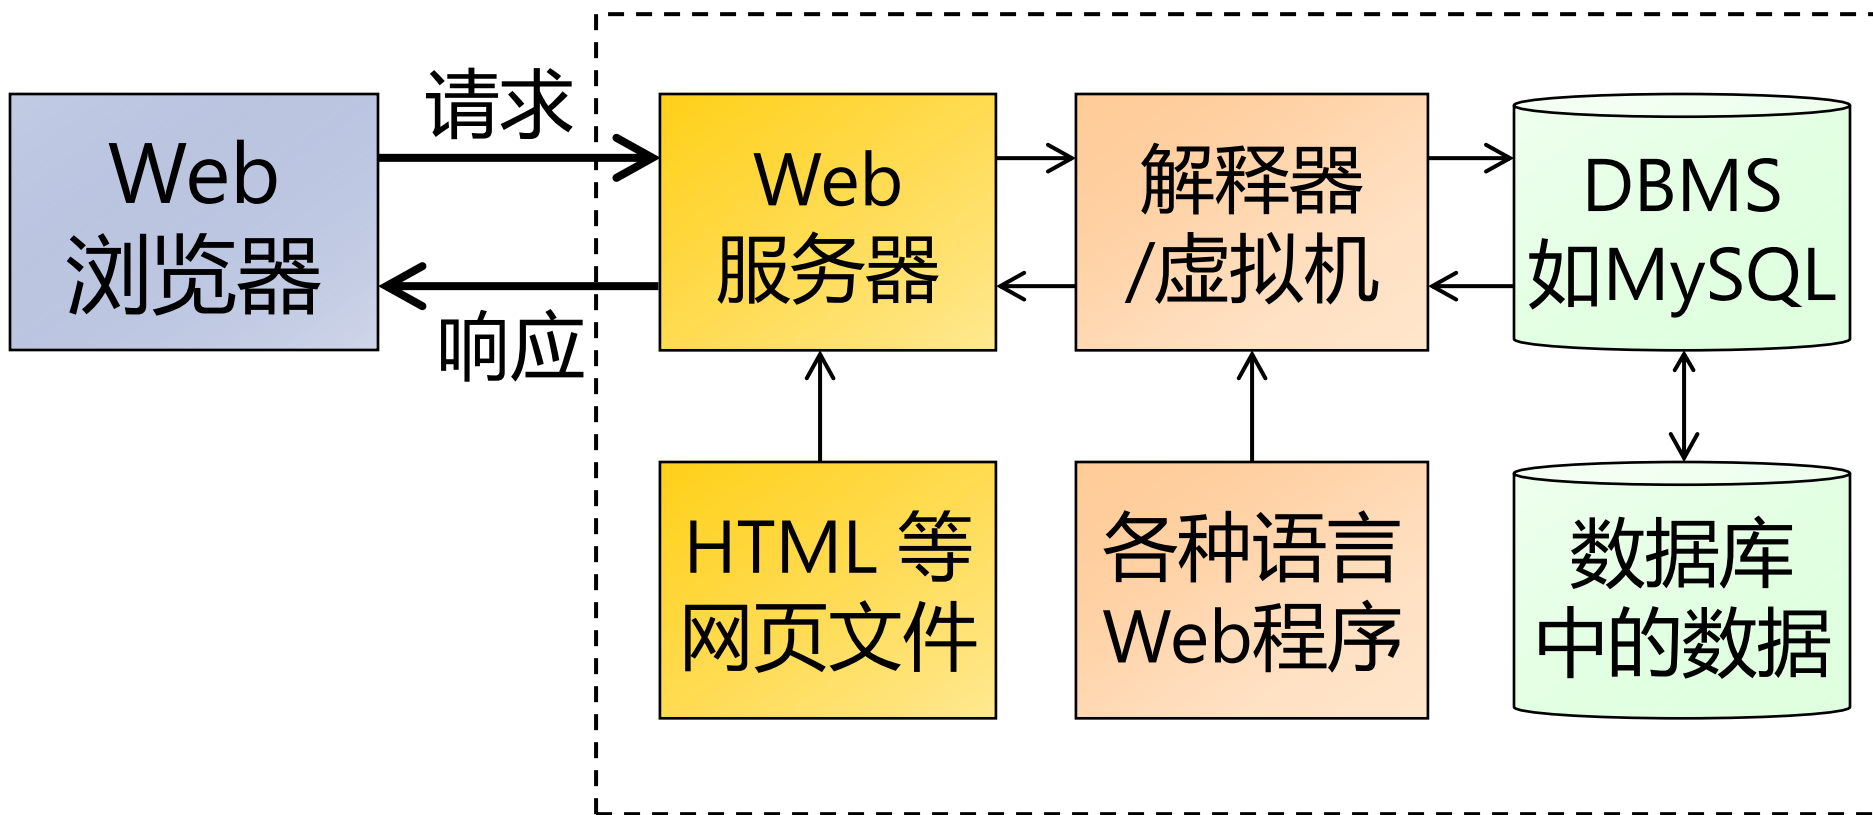 请求
Web
浏览器
响应
Web
服务器
解释器
/虚拟机
DBMS
如MySQL
HTML 等
网页文件
各种语言
Web程序
数据库
中的数据